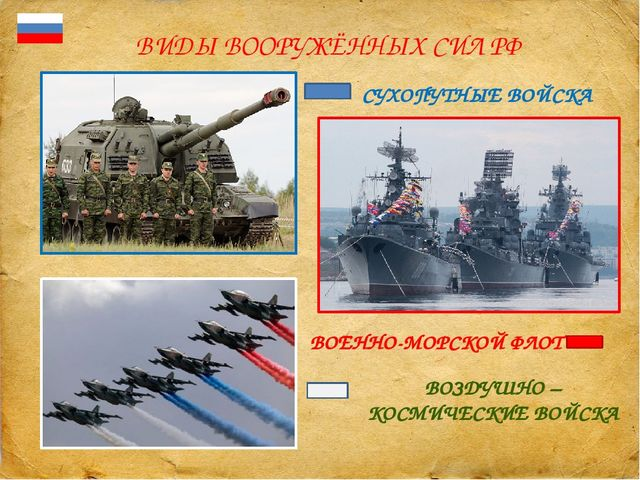 ВИДЫ ВООРУЖЁННЫХ СИЛ РФ
СУХОПУТНЫЕ ВОЙСКА
ВОЕННО-МОРСКОЙ ФЛОТ
ВОЗДУШНО –
КОСМИЧЕСКИЕ ВОЙСКА